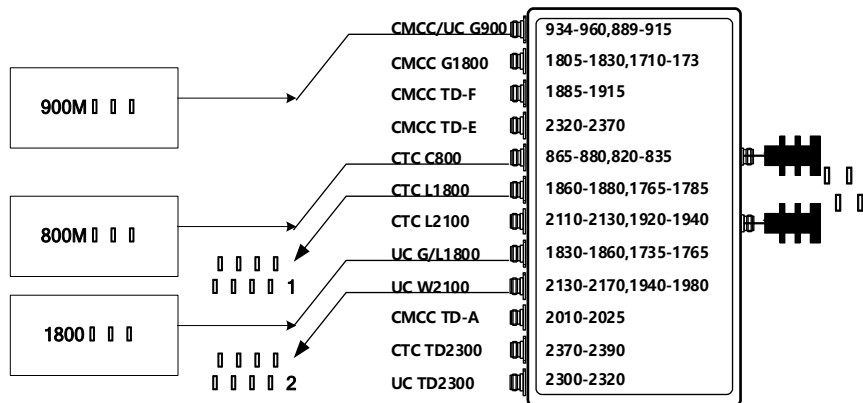 CMCC/UC G900 934-960,889-915
CMCC G1800 1805-1830,1710-173
CMCC TD-F 1885-1915
900M
CMCC TD-E 2320-2370
CTC C800 865-880,820-835
CTC L1800 1860-1880,1765-1785
CTC L2100 2110-2130,1920-1940
800M
UC G/L1800 1830-1860,1735-1765
1
UC W2100 2130-2170,1940-1980
CMCC TD-A 2010-2025
1800
CTC TD2300 2370-2390
2
UC TD2300 2300-2320